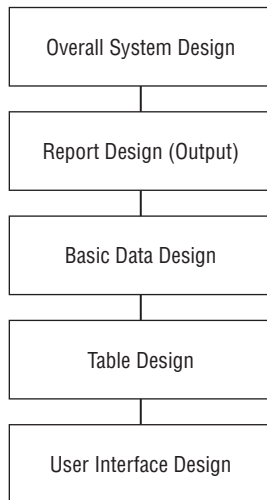 Overall System Design
Report Design (Output)
Basic Data Design
Table Design
User Interface Design